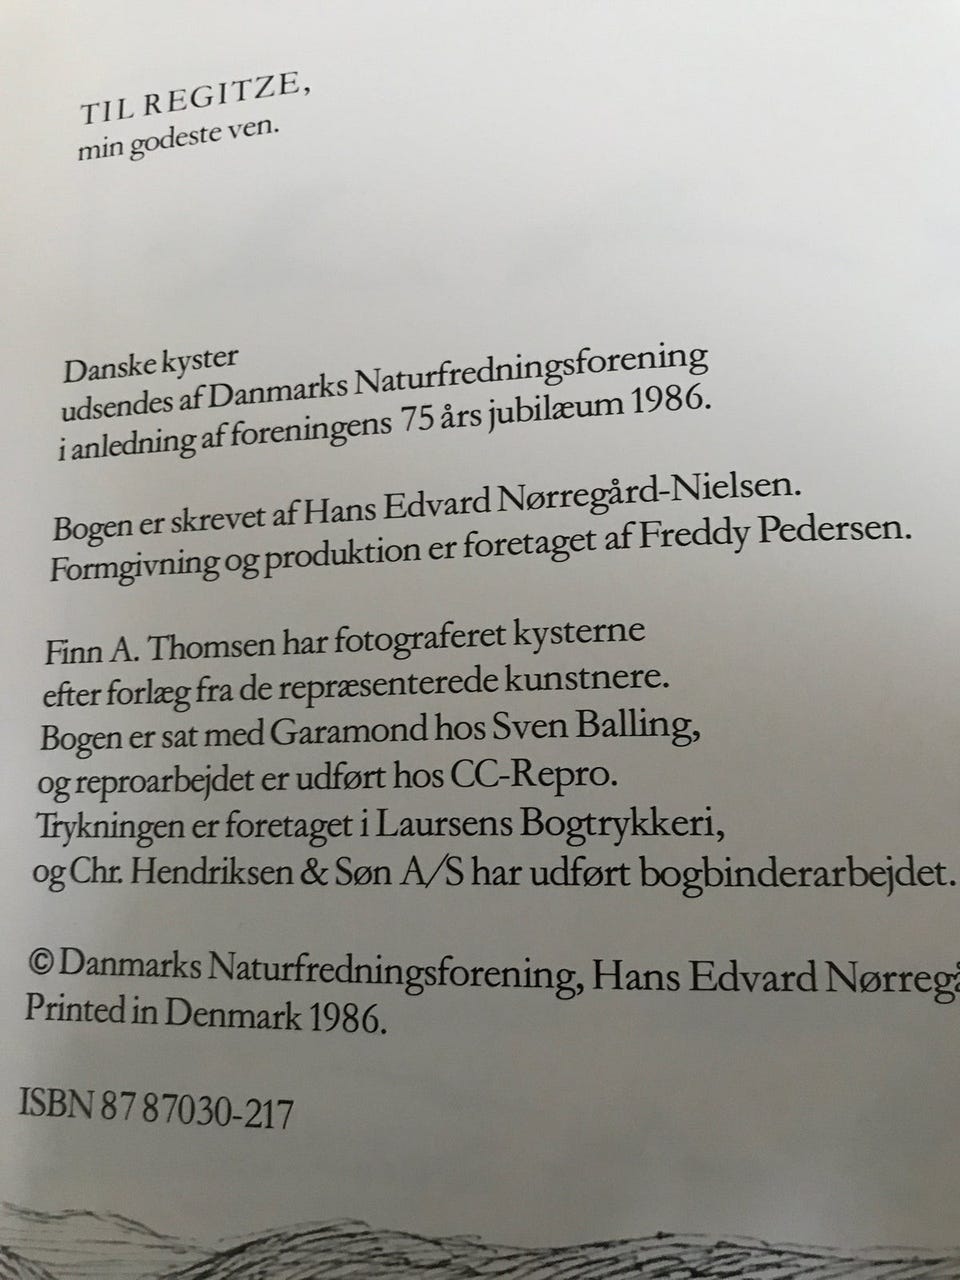 TIL REGITZE,
min godeste ven.
Danske kyster
udsendes af Danmarks Naturfredningsforening
i anledning af foreningens 75 års jubilæum 1986.
Bogen er skrevet af Hans Edvard Nørregård-Nielsen.
Formgivning og produktion er foretaget af Freddy Pedersen.
Finn A. Thomsen har fotograferet kysterne
efter forlæg fra de repræsenterede kunstnere.
Bogen er sat med Garamond hos Sven Balling,
og reproarbejdet er udført hos CC-Repro.
Trykningen er foretaget i Laursens Bogtrykkeri,
og Chr. Hendriksen & Søn A/S har udført bogbinderarbejdet.
© Danmarks Naturfredningsforening, Hans Edvard
Printed in Denmark 1986.
ISBN 87 87030-217